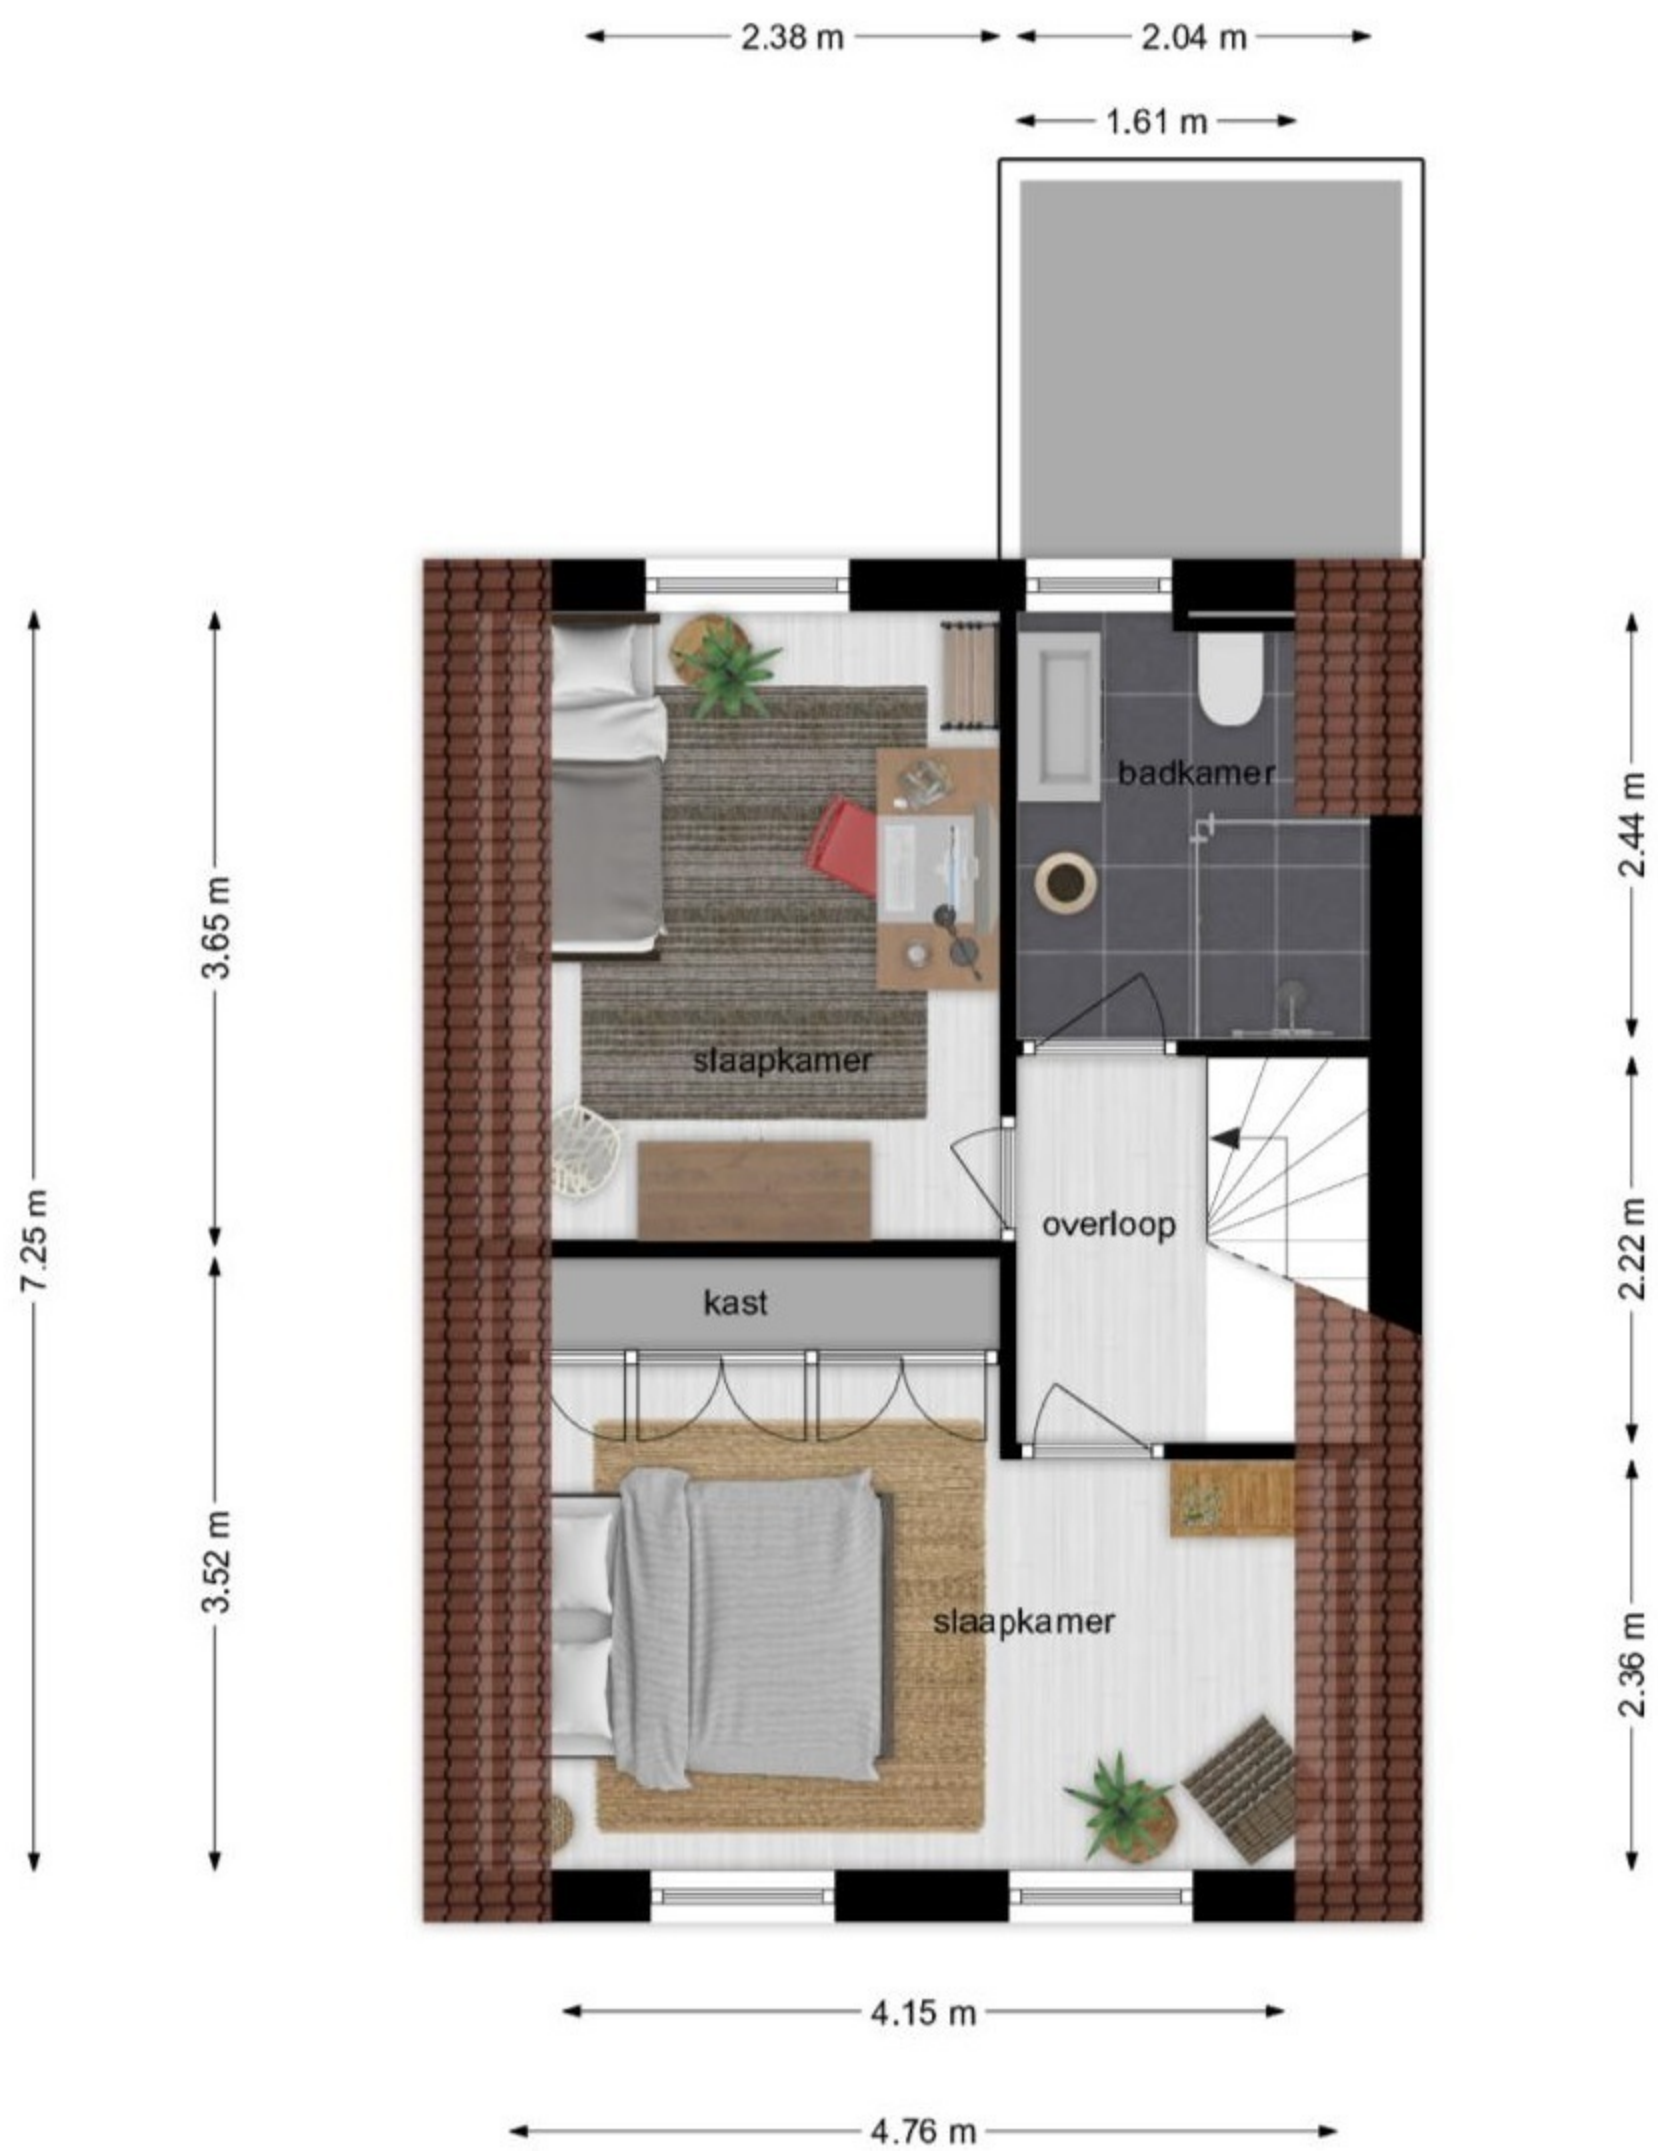 2.38 m
2.04 m
1.61 m
badkamer
2.44 m
3.65 m
slaapkamer
7.25 m
overloop
2.22 m
kast
3.52 m
slaapkamer
2.36 m
4.15 m
4.76 m